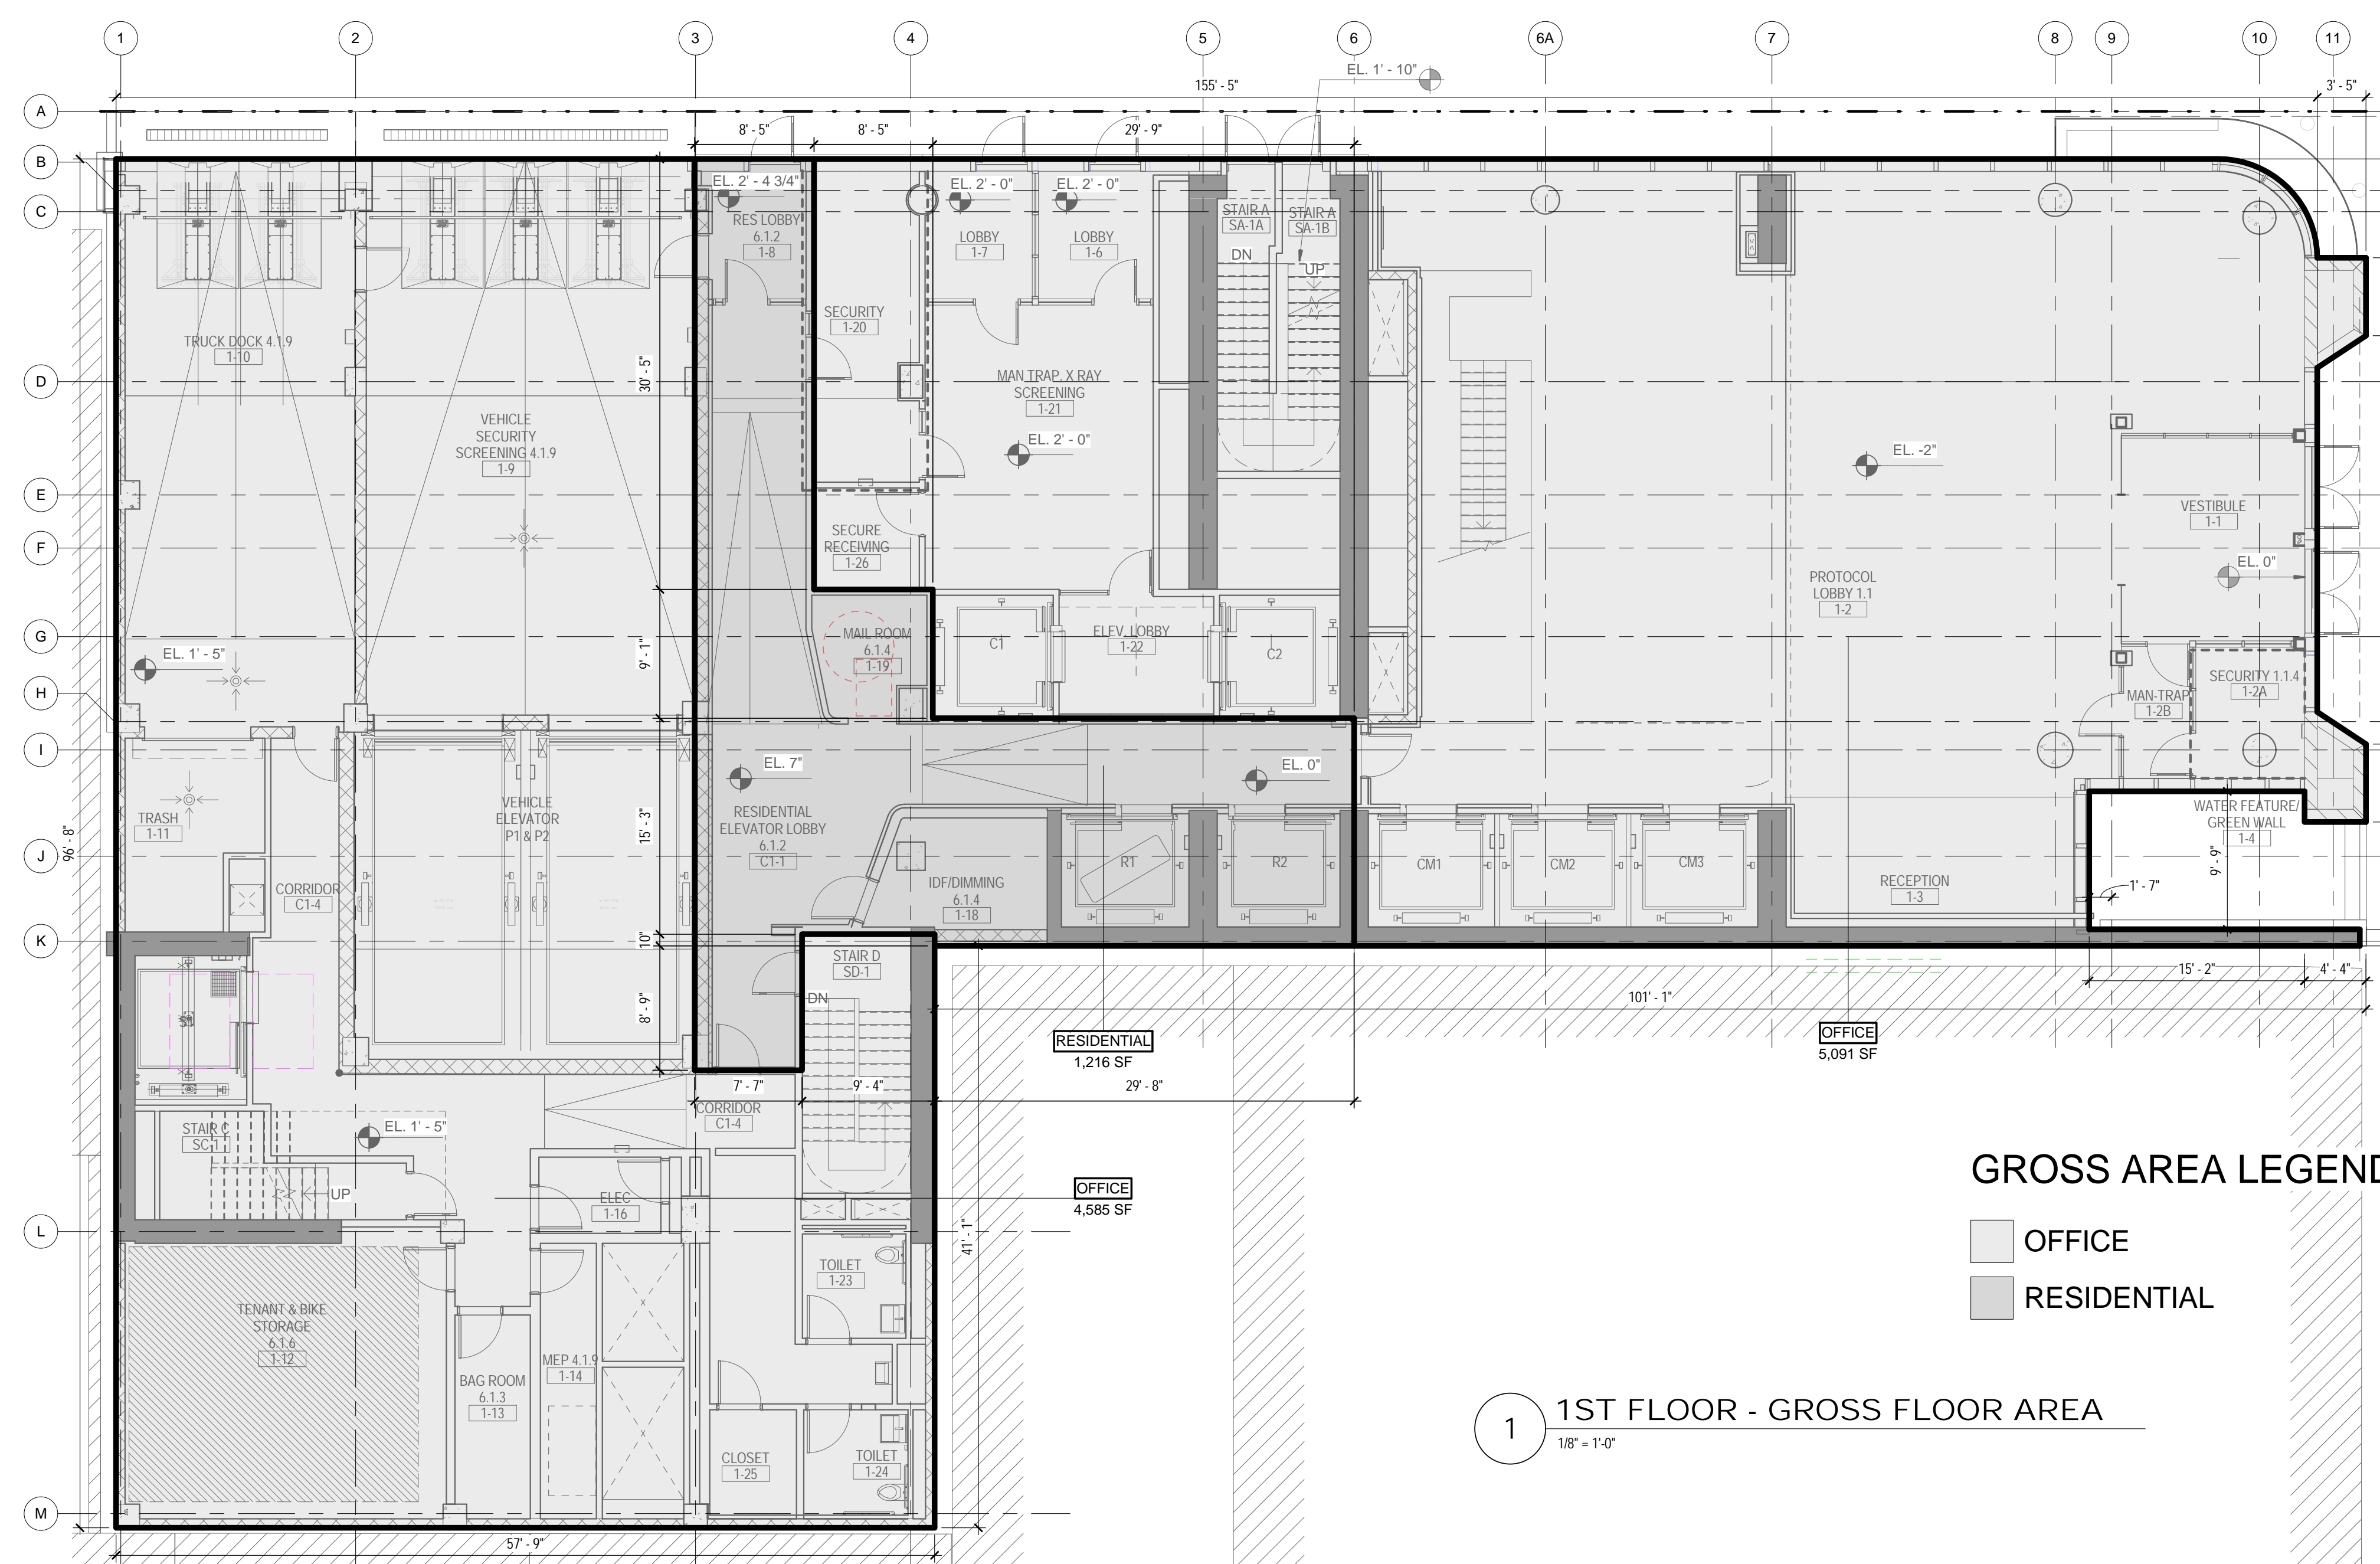 1 2 3 4 5 6 6A 7 8 9 10 11
EL. 1' - 10"
155' - 5"
3' - 5"
A
8' - 5"
8' - 5"
29' - 9"
B
EL. 2' - 4 3/4"
EL. 2' - 0"
EL. 2' - 0"
C
RES LOBBY
6.1.2
1-8
LOBBY
1-7
LOBBY
1-6
STAIR A
SA-1A
STAIR A
SA-1B
DN
UP
SECURITY
1-20
TRUCK DOCK 4.1.9
1-10
30' - 5"
D
MAN TRAP, X RAY
SCREENING
1-21
VEHICLE
SECURITY
SCREENING 4.1.9
1-9
EL. 2' - 0"
EL. -2"
E
VESTIBULE
1-1
SECURE
RECEIVING
1-26
F
EL. 0"
PROTOCOL
LOBBY 1.1
1-2
G
MAIL ROOM
6.1.4
1-19
C1
ELEV. LOBBY
1-22
C2
EL. 1' - 5"
9' - 1"
SECURITY 1.1.4
1-2A
MAN-TRAP
1-2B
H
I
EL. 7"
EL. 0"
VEHICLE
ELEVATOR
P1 & P2
RESIDENTIAL
ELEVATOR LOBBY
6.1.2
C1-1
15' - 3"
TRASH
1-11
WATER FEATURE/
GREEN WALL
1-4
96' - 8"
J
R1
R2
CM1
CM2
CM3
9' - 9"
1' - 7"
CORRIDOR
C1-4
IDF/DIMMING
6.1.4
1-18
RECEPTION
1-3
K
10"
STAIR D
SD-1
DN
8' - 9"
15' - 2"
4' - 4"
101' - 1"
RESIDENTIAL
1,216 SF
OFFICE
5,091 SF
7' - 7"
9' - 4"
29' - 8"
CORRIDOR
C1-4
STAIR C
SC-1
EL. 1' - 5"
UP
GROSS AREA LEGEND
OFFICE
4,585 SF
ELEC
1-16
L
41' - 1"
OFFICE
TOILET
1-23
RESIDENTIAL
TENANT & BIKE
STORAGE
6.1.6
1-12
MEP 4.1.9
1-14
BAG ROOM
6.1.3
1-13
1
1ST FLOOR - GROSS FLOOR AREA
1/8" = 1'-0"
CLOSET
1-25
TOILET
1-24
M
57' - 9"